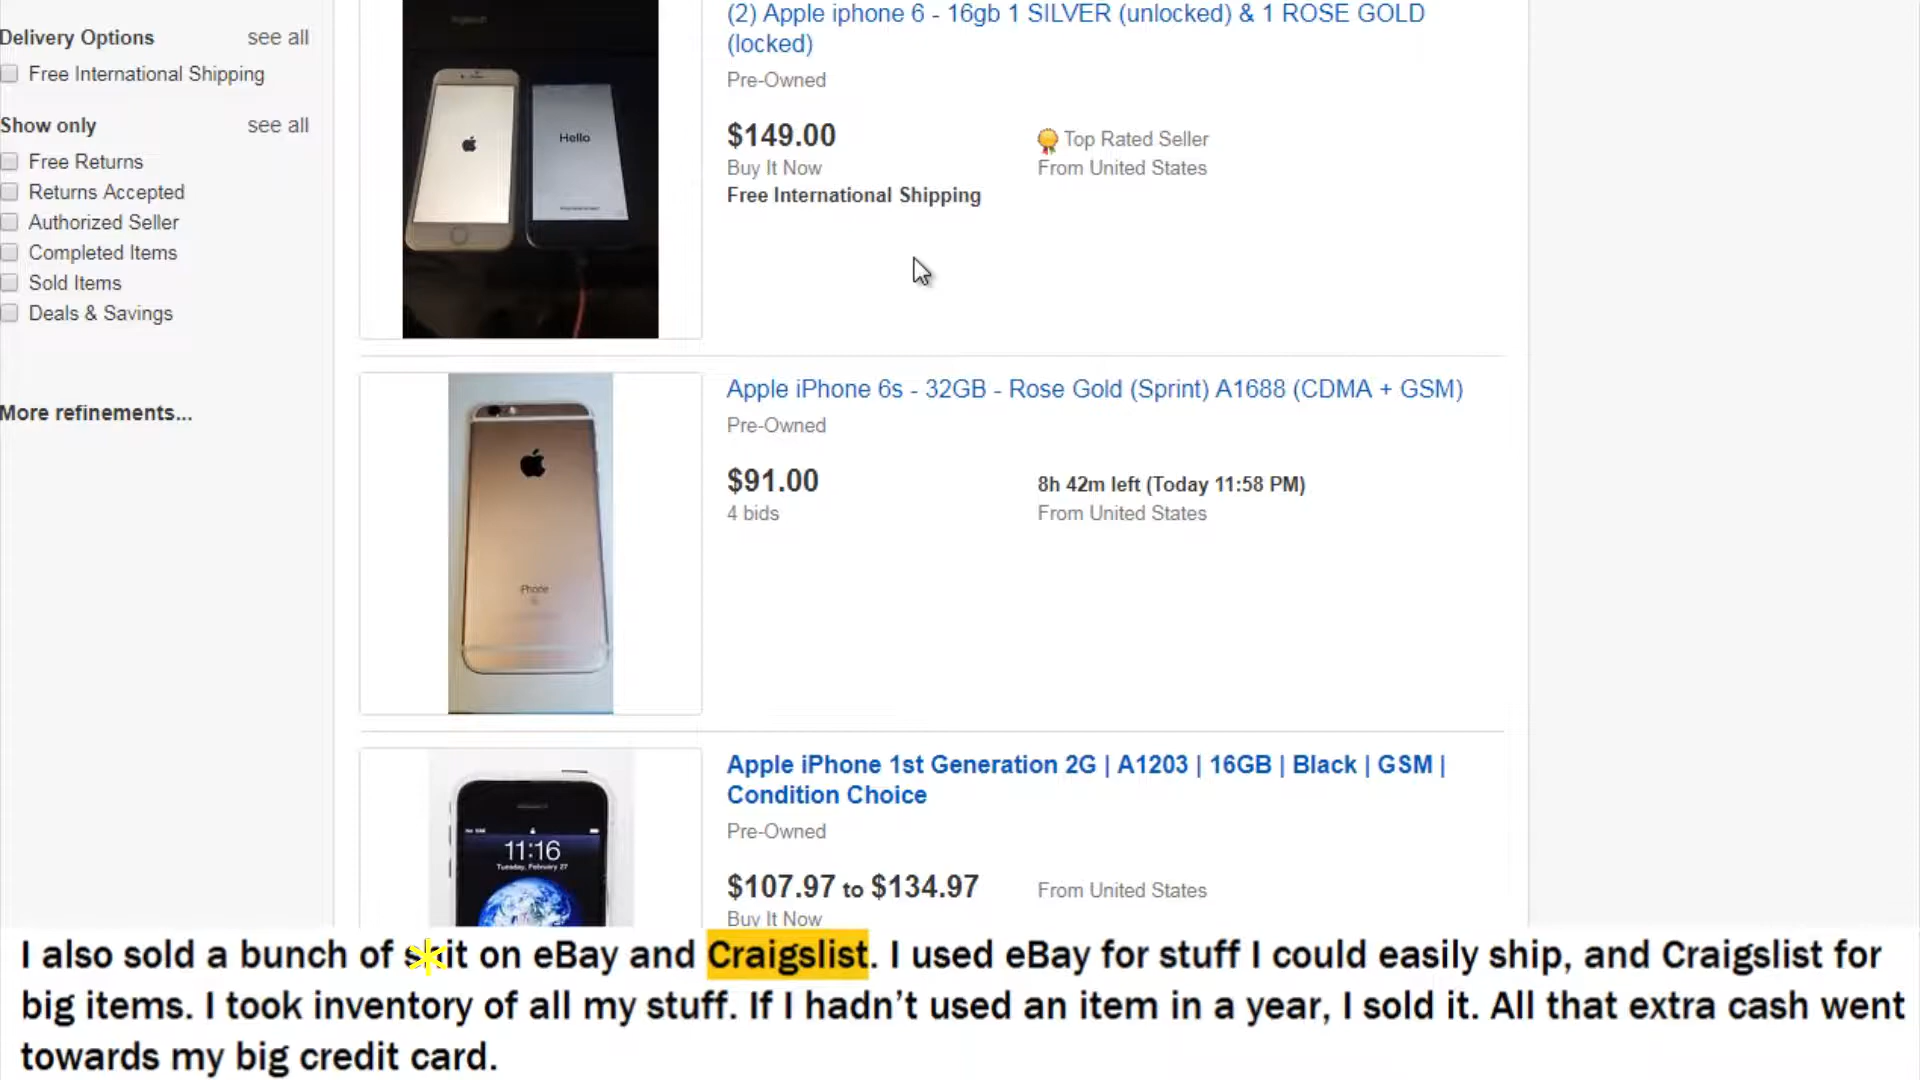 Delivery Options see all
Free International Shipping
Show only see all
Free Returns
Returns Accepted
Authorized Seller
Completed Items
Sold Items
Deals & Savings
More refinements...
Hello
(2) Apple iphone 6 - 16gb 1 SILVER (unlocked) & 1 ROSE GOLD
(locked)
Pre-Owned
$149.00
Top Rated Seller
Buy It Now
From United States
Free International Shipping
iPhone
Apple iPhone 6s - 32GB - Rose Gold (Sprint) A1688 (CDMA + GSM)
Pre-Owned
$91.00
8h 42m left (Today 11:58 PM)
4 bids
From United States
11:16
Tuesday, February 27
Apple iPhone 1st Generation 2G | A1203 | 16GB | Black | GSM |
Condition Choice
Pre-Owned
$107.97 to $134.97
From United States
Buy It Now
I also sold a bunch of s*it on eBay and Craigslist. I used eBay for stuff I could easily ship, and Craigslist for
big items. I took inventory of all my stuff. If I hadn't used an item in a year, I sold it. All that extra cash went
towards my big credit card.